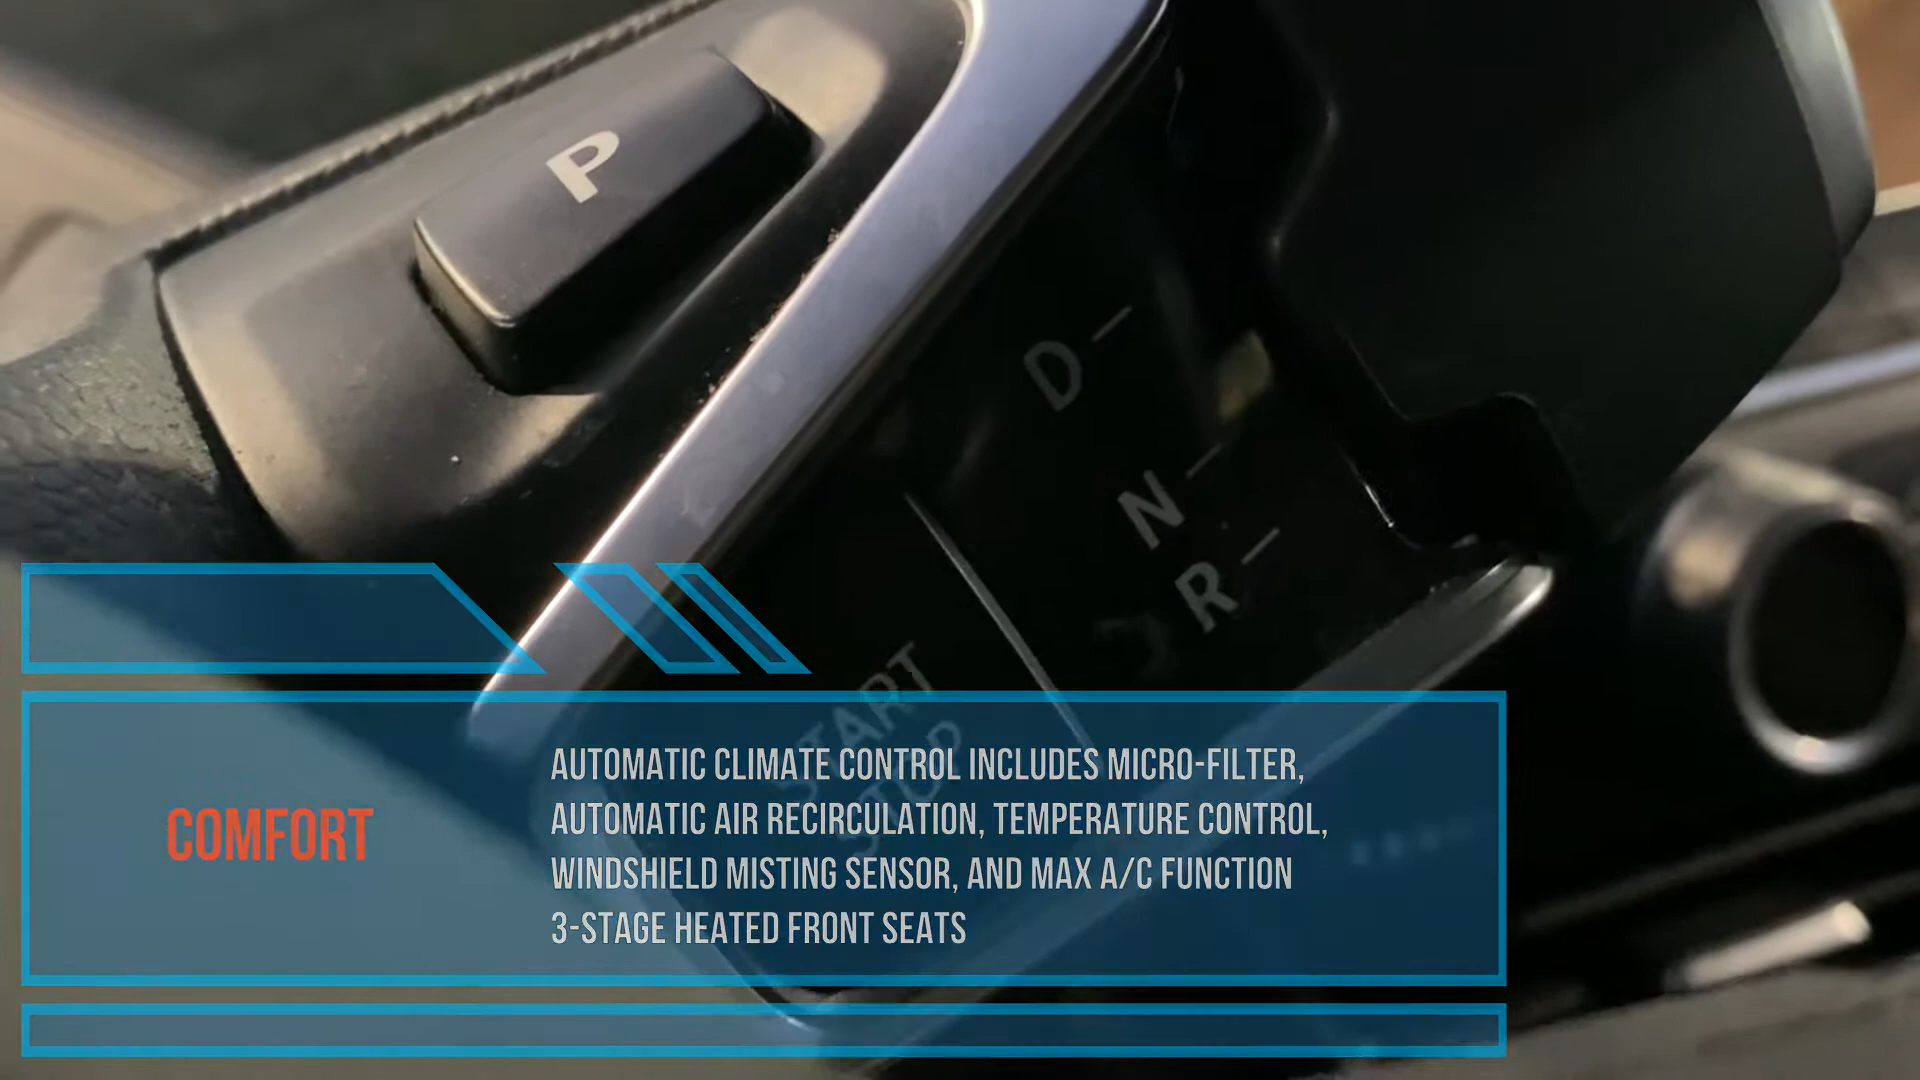 P
D
N
R
START
STOP
COMFORT
AUTOMATIC CLIMATE CONTROL INCLUDES MICRO-FILTER,
AUTOMATIC AIR RECIRCULATION, TEMPERATURE CONTROL,
WINDSHIELD MISTING SENSOR, AND MAX A/C FUNCTION
3-STAGE HEATED FRONT SEATS